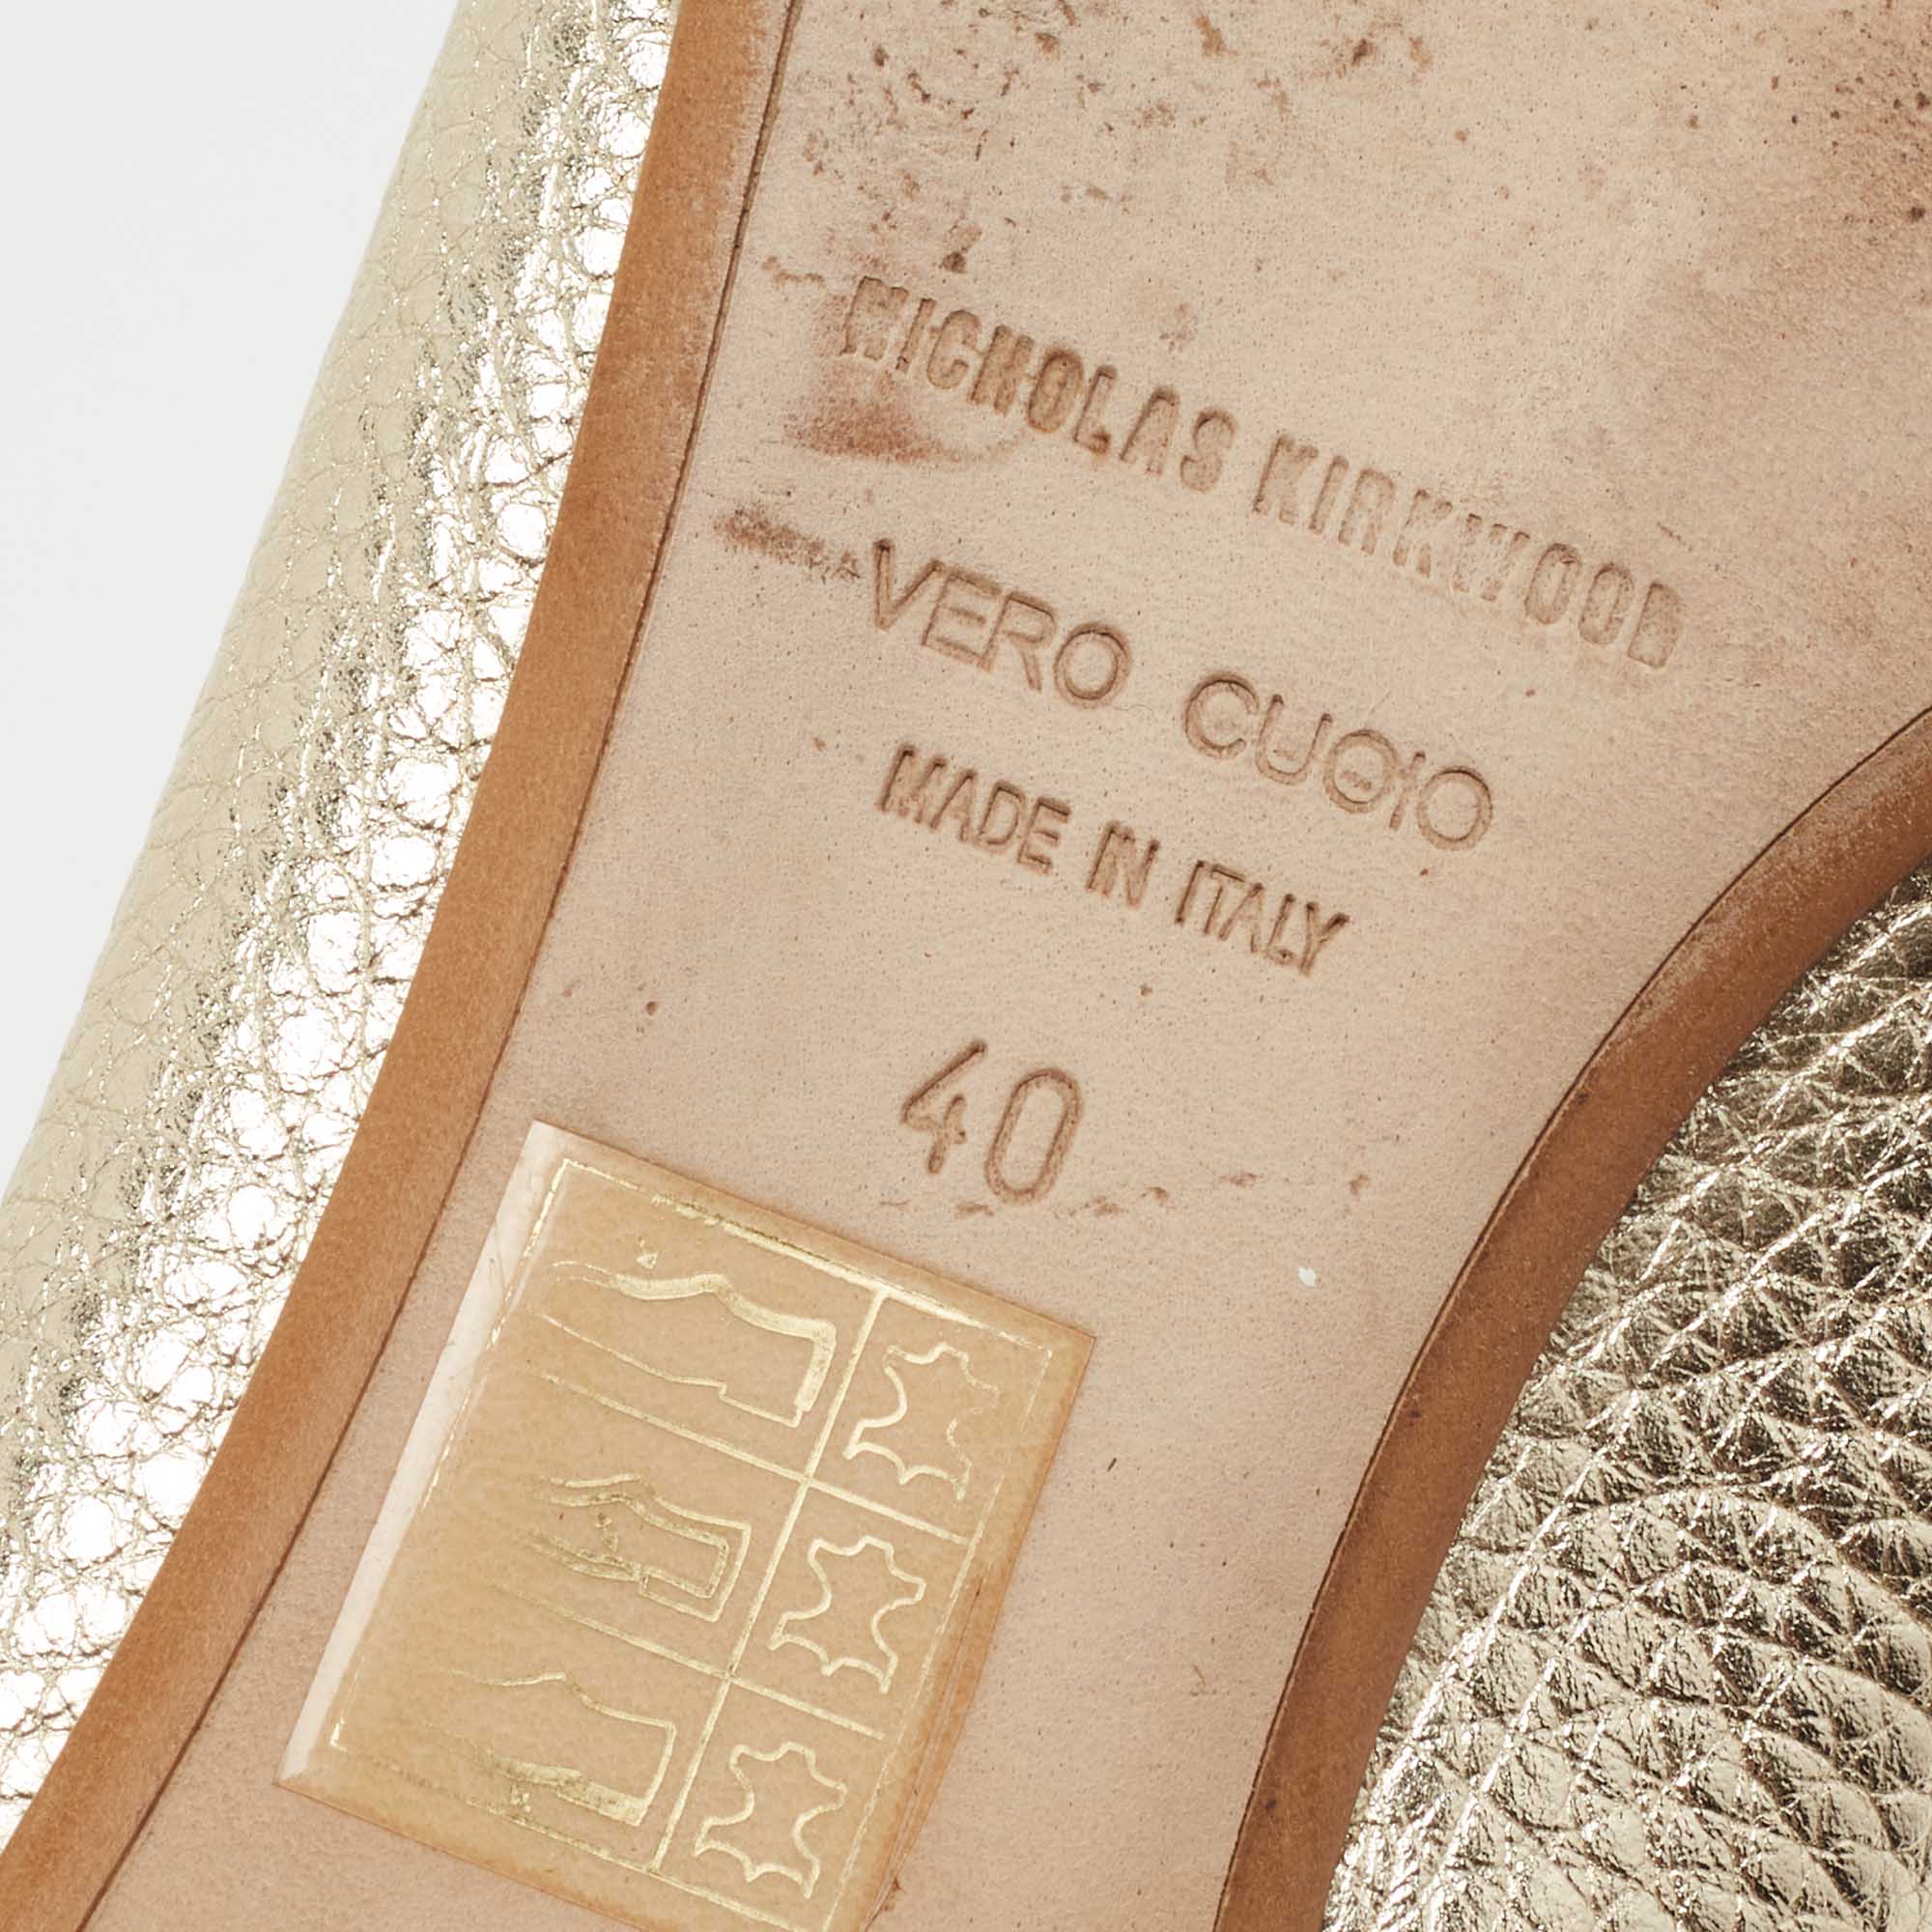 NICHOLAS KIRKWOOD
VERO CUOIO
MADE IN ITALY
40